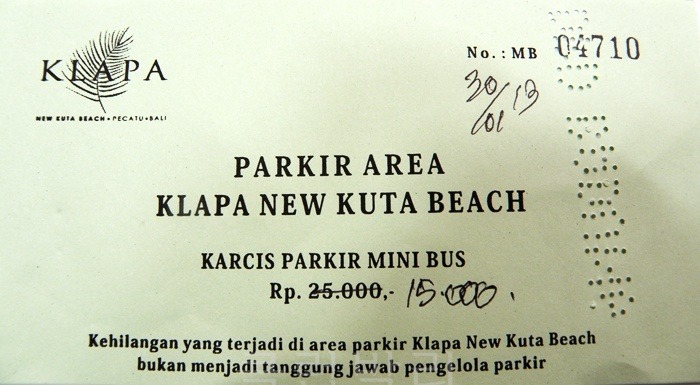 KLAPA
NEW KUTA BEACH • PECATU • BALI
No. : MB 04710
30/01 13
PARKIR AREA
KLAPA NEW KUTA BEACH
KARCIS PARKIR MINI BUS
Rp. 25.000,- 15.000.
Kehilangan yang terjadi di area parkir Klapa New Kuta Beach
bukan menjadi tanggung jawab pengelola parkir